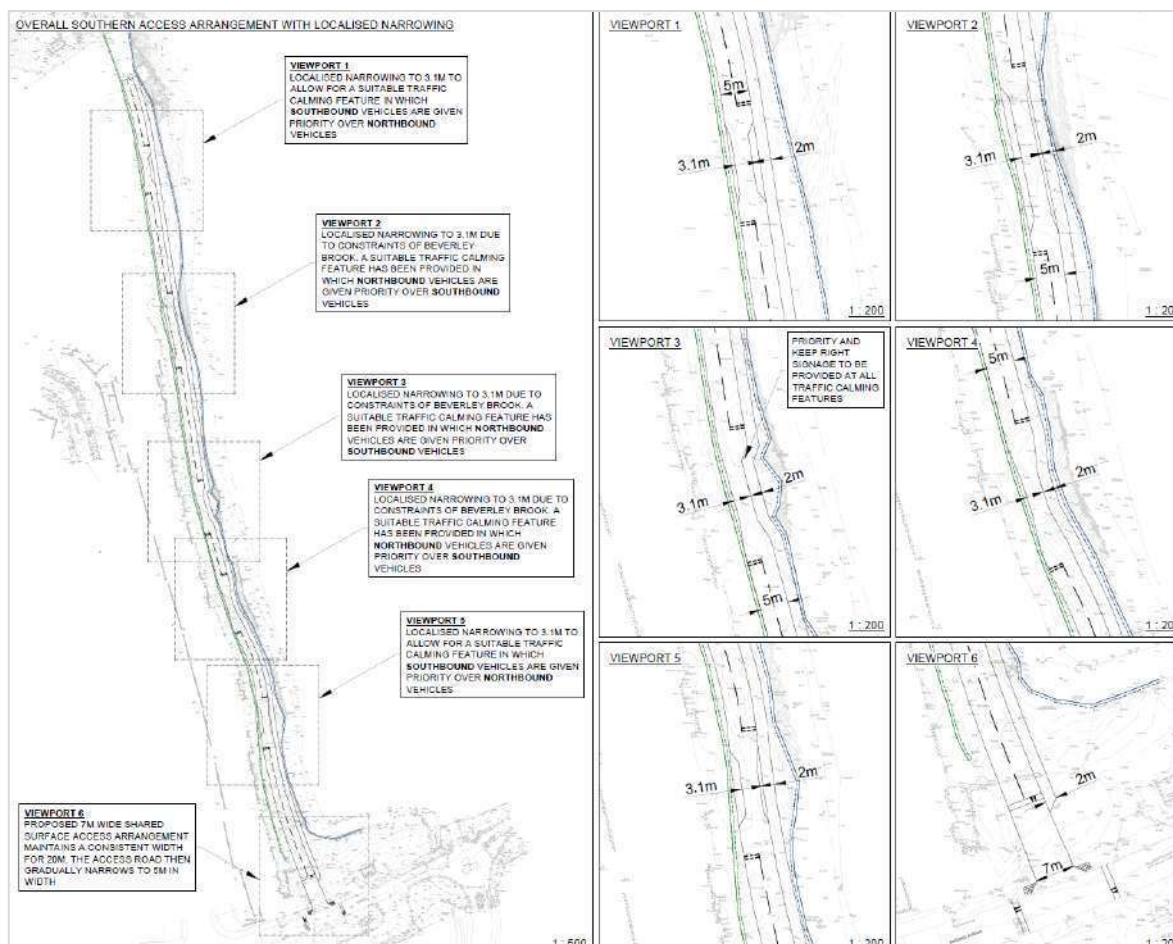 OVERALL SOUTHERN ACCESS ARRANGEMENT WITH LOCALISED NARROWING
VIEWPORT 1
LOCALISED NARROWING TO 3.1M TO
ALLOW FOR A SUITABLE TRAFFIC
CALMING FEATURE IN WHICH
SOUTHBOUND VEHICLES ARE GIVEN
PRIORITY OVER NORTHBOUND
VEHICLES
VIEWPORT 2
LOCALISED NARROWING TO 3.1M DUE
TO CONSTRAINTS OF BEVERLEY
BROOK. A SUITABLE TRAFFIC CALMING
FEATURE HAS BEEN PROVIDED IN
WHICH NORTHBOUND VEHICLES ARE
GIVEN PRIORITY OVER SOUTHBOUND
VEHICLES
VIEWPORT 3
LOCALISED NARROWING TO 3.1M DUE TO
CONSTRAINTS OF BEVERLEY BROOK. A
SUITABLE TRAFFIC CALMING FEATURE HAS
BEEN PROVIDED IN WHICH NORTHBOUND
VEHICLES ARE GIVEN PRIORITY OVER
SOUTHBOUND VEHICLES
VIEWPORT 4
LOCALISED NARROWING TO 3.1M DUE TO
CONSTRAINTS OF BEVERLEY BROOK. A
SUITABLE TRAFFIC CALMING FEATURE
HAS BEEN PROVIDED IN WHICH
NORTHBOUND VEHICLES ARE GIVEN
PRIORITY OVER SOUTHBOUND
VEHICLES
VIEWPORT 5
LOCALISED NARROWING TO 3.1M TO
ALLOW FOR A SUITABLE TRAFFIC
CALMING FEATURE IN WHICH
SOUTHBOUND VEHICLES ARE GIVEN
PRIORITY OVER NORTHBOUND
VEHICLES
VIEWPORT 6
PROPOSED 7M WIDE SHARED
SURFACE ACCESS ARRANGEMENT
MAINTAINS A CONSISTENT WIDTH
FOR 20M. THE ACCESS ROAD THEN
GRADUALLY NARROWS TO 5M IN
WIDTH
1 : 500
VIEWPORT 1
5m
3.1m
2m
1 : 200
VIEWPORT 2
3.1m
2m
5m
1 : 20
VIEWPORT 3
PRIORITY AND
KEEP RIGHT
SIGNAGE TO BE
PROVIDED AT ALL
TRAFFIC CALMING
FEATURES
3.1m
2m
5m
1 : 200
VIEWPORT 4
5m
3.1m
2m
1 : 20
VIEWPORT 5
3.1m
2m
1 : 200
VIEWPORT 6
2m
7m
1 : 20